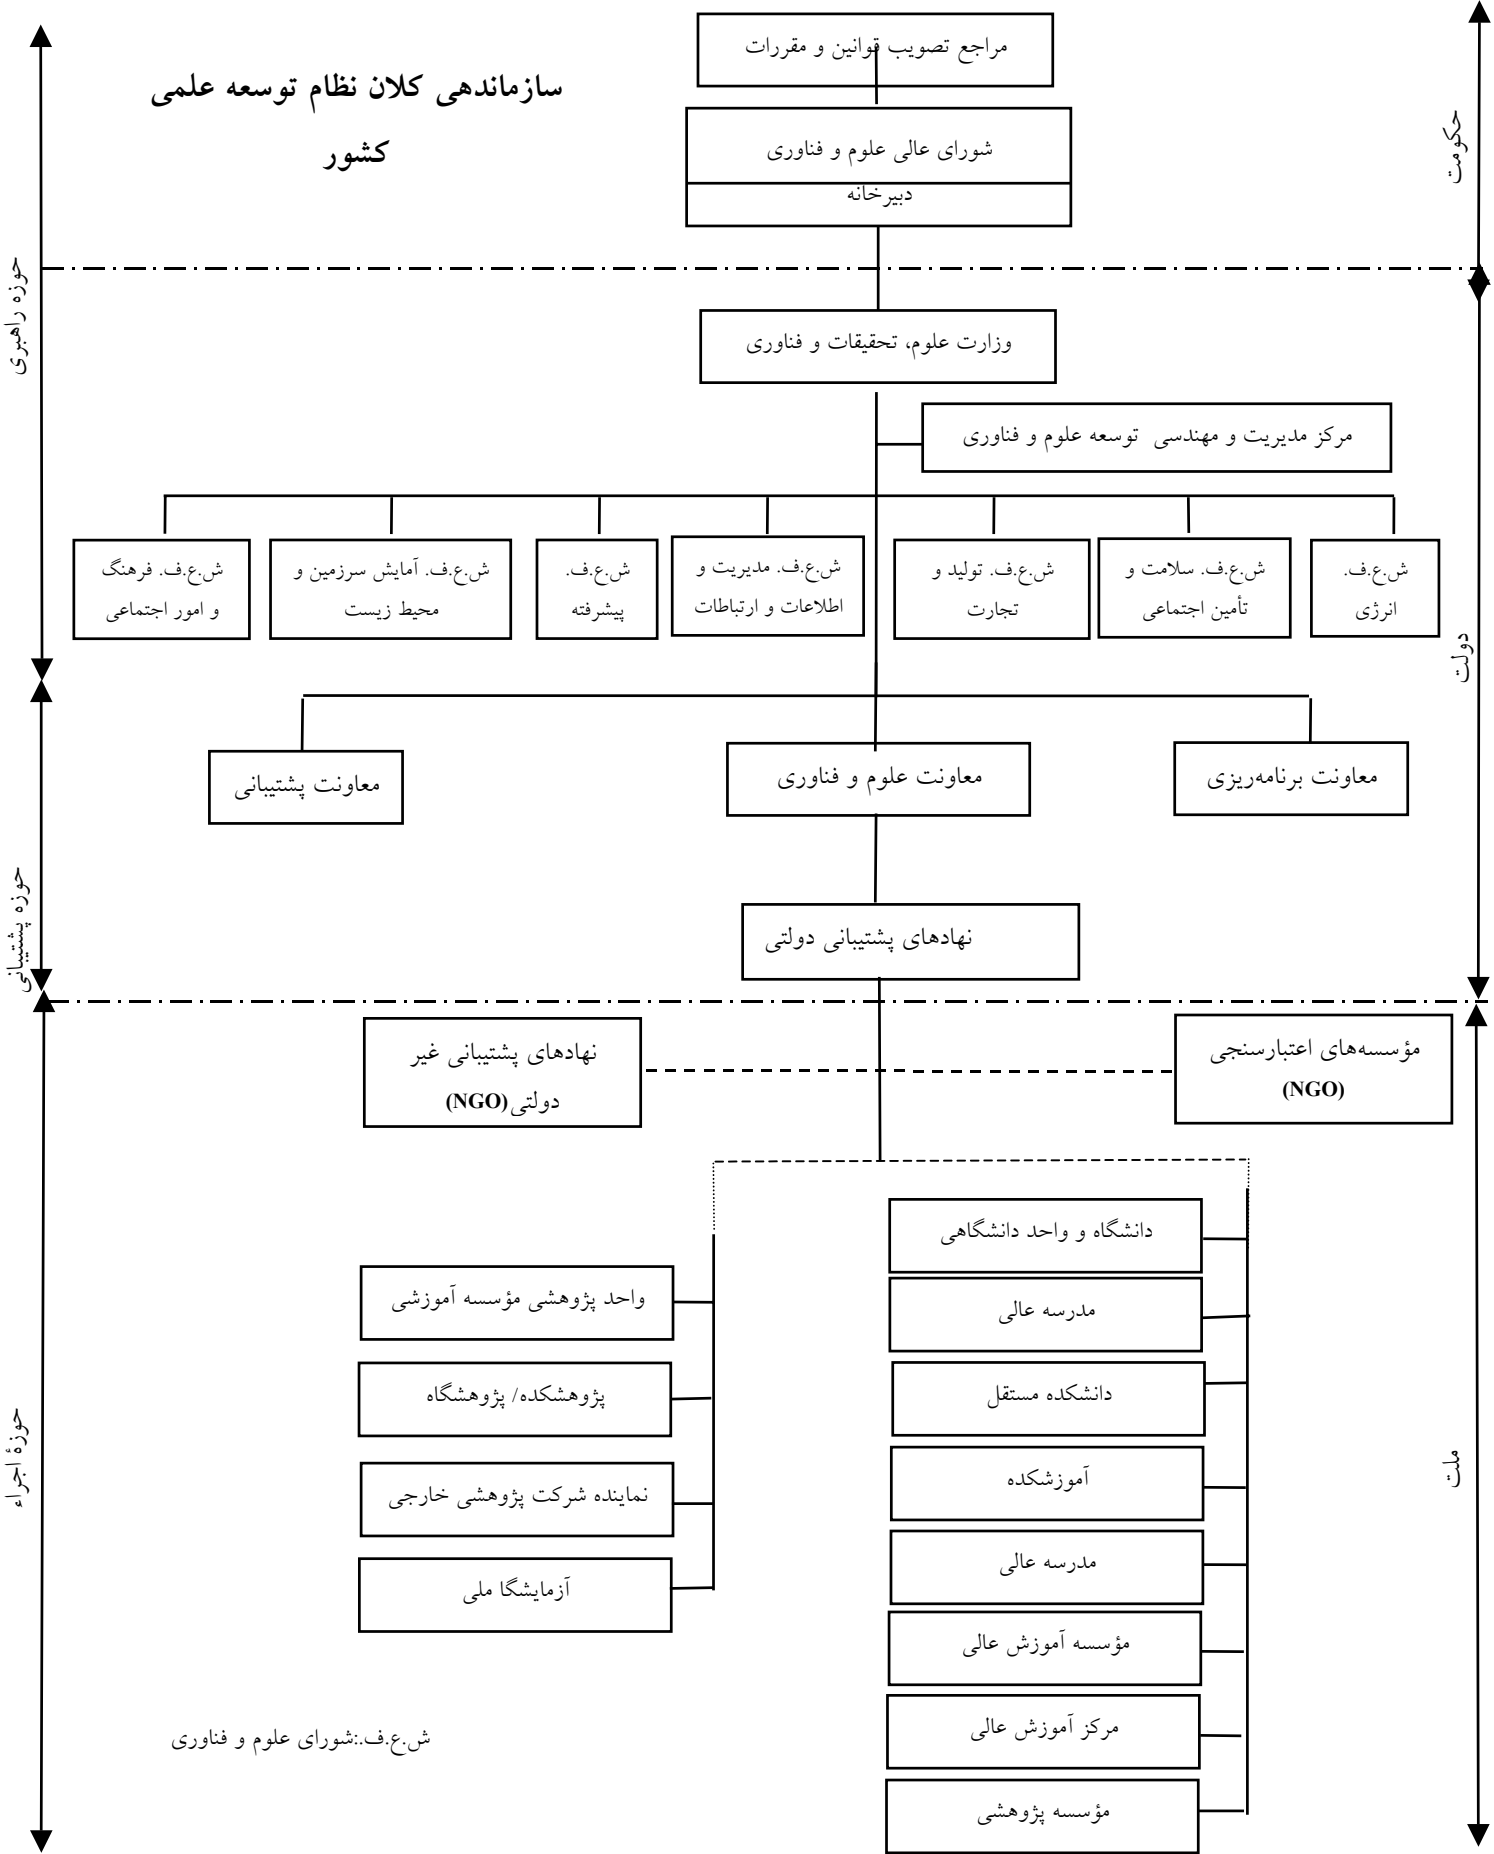 مراجع تصویب قوانین و مقررات
سازماندهی کلان نظام توسعه علمی
کشور
شورای عالی علوم و فناوری
دبیرخانه
حکومت
حوزه راهبری
وزارت علوم، تحقیقات و فناوری
مرکز مدیریت و مهندسی توسعه علوم و فناوری
ش.ع.ف.
انرژی
ش.ع.ف. سلامت و
تأمین اجتماعی
ش.ع.ف. تولید و
تجارت
ش.ع.ف. مدیریت و
اطلاعات و ارتباطات
ش.ع.ف.
پیشرفته
ش.ع.ف. آمایش سرزمین و
محیط زیست
ش.ع.ف. فرهنگ
و امور اجتماعی
دولت
معاونت برنامه‌ریزی
معاونت علوم و فناوری
معاونت پشتیبانی
حوزه پشتیبانی
نهادهای پشتیبانی دولتی
مؤسسه‌های اعتبارسنجی
(NGO)
نهادهای پشتیبانی غیر
دولتی(NGO)
دانشگاه و واحد دانشگاهی
مدرسه عالی
دانشکده مستقل
آموزشکده
مدرسه عالی
مؤسسه آموزش عالی
مرکز آموزش عالی
مؤسسه پژوهشی
واحد پژوهشی مؤسسه آموزشی
پژوهشکده/ پژوهشگاه
نماینده شرکت پژوهشی خارجی
آزمایشگا ملی
ملت
حوزۀ اجراء
ش.ع.ف.:شورای علوم و فناوری